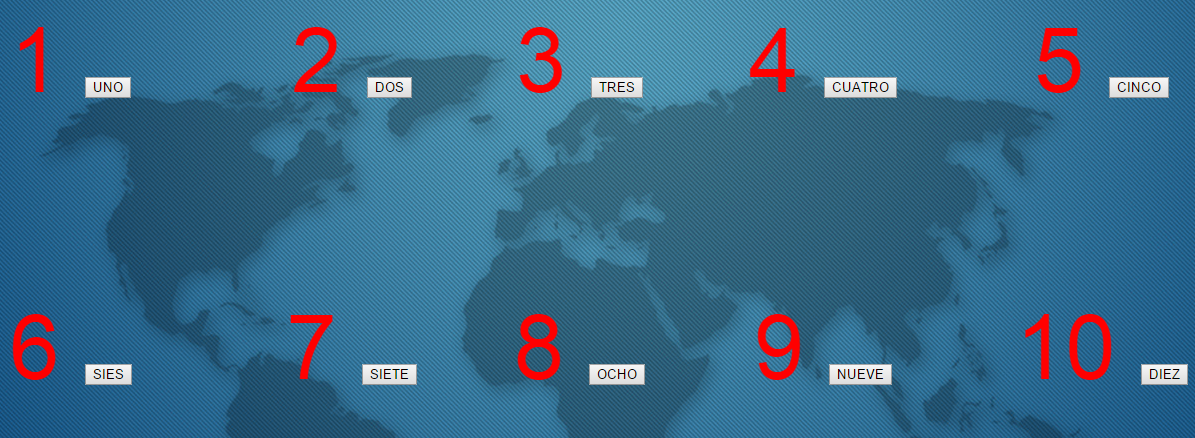 1 UNO 2 DOS 3 TRES 4 CUATRO 5 CINCO
6 SIES 7 SIETE 8 OCHO 9 NUEVE 10 DIEZ